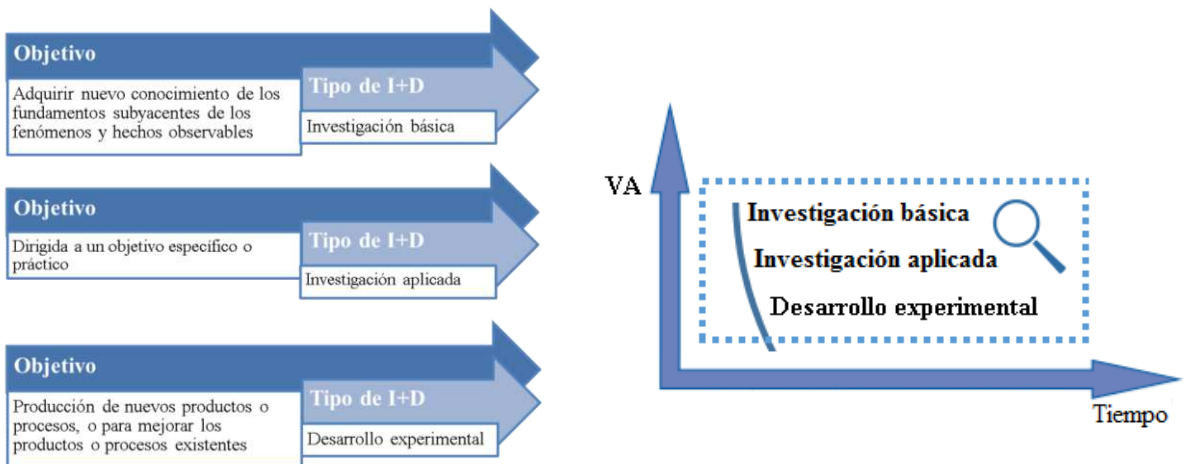 Objetivo
Adquirir nuevo conocimiento de los
fundamentos subyacentes de los
fenómenos y hechos observables
Tipo de I+D
Investigación básica
Objetivo
Dirigida a un objetivo específico o
práctico
Tipo de I+D
Investigación aplicada
Objetivo
Producción de nuevos productos o
procesos, o para mejorar los
productos o procesos existentes
Tipo de I+D
Desarrollo experimental
VA
Investigación básica
Investigación aplicada
Desarrollo experimental
Tiempo